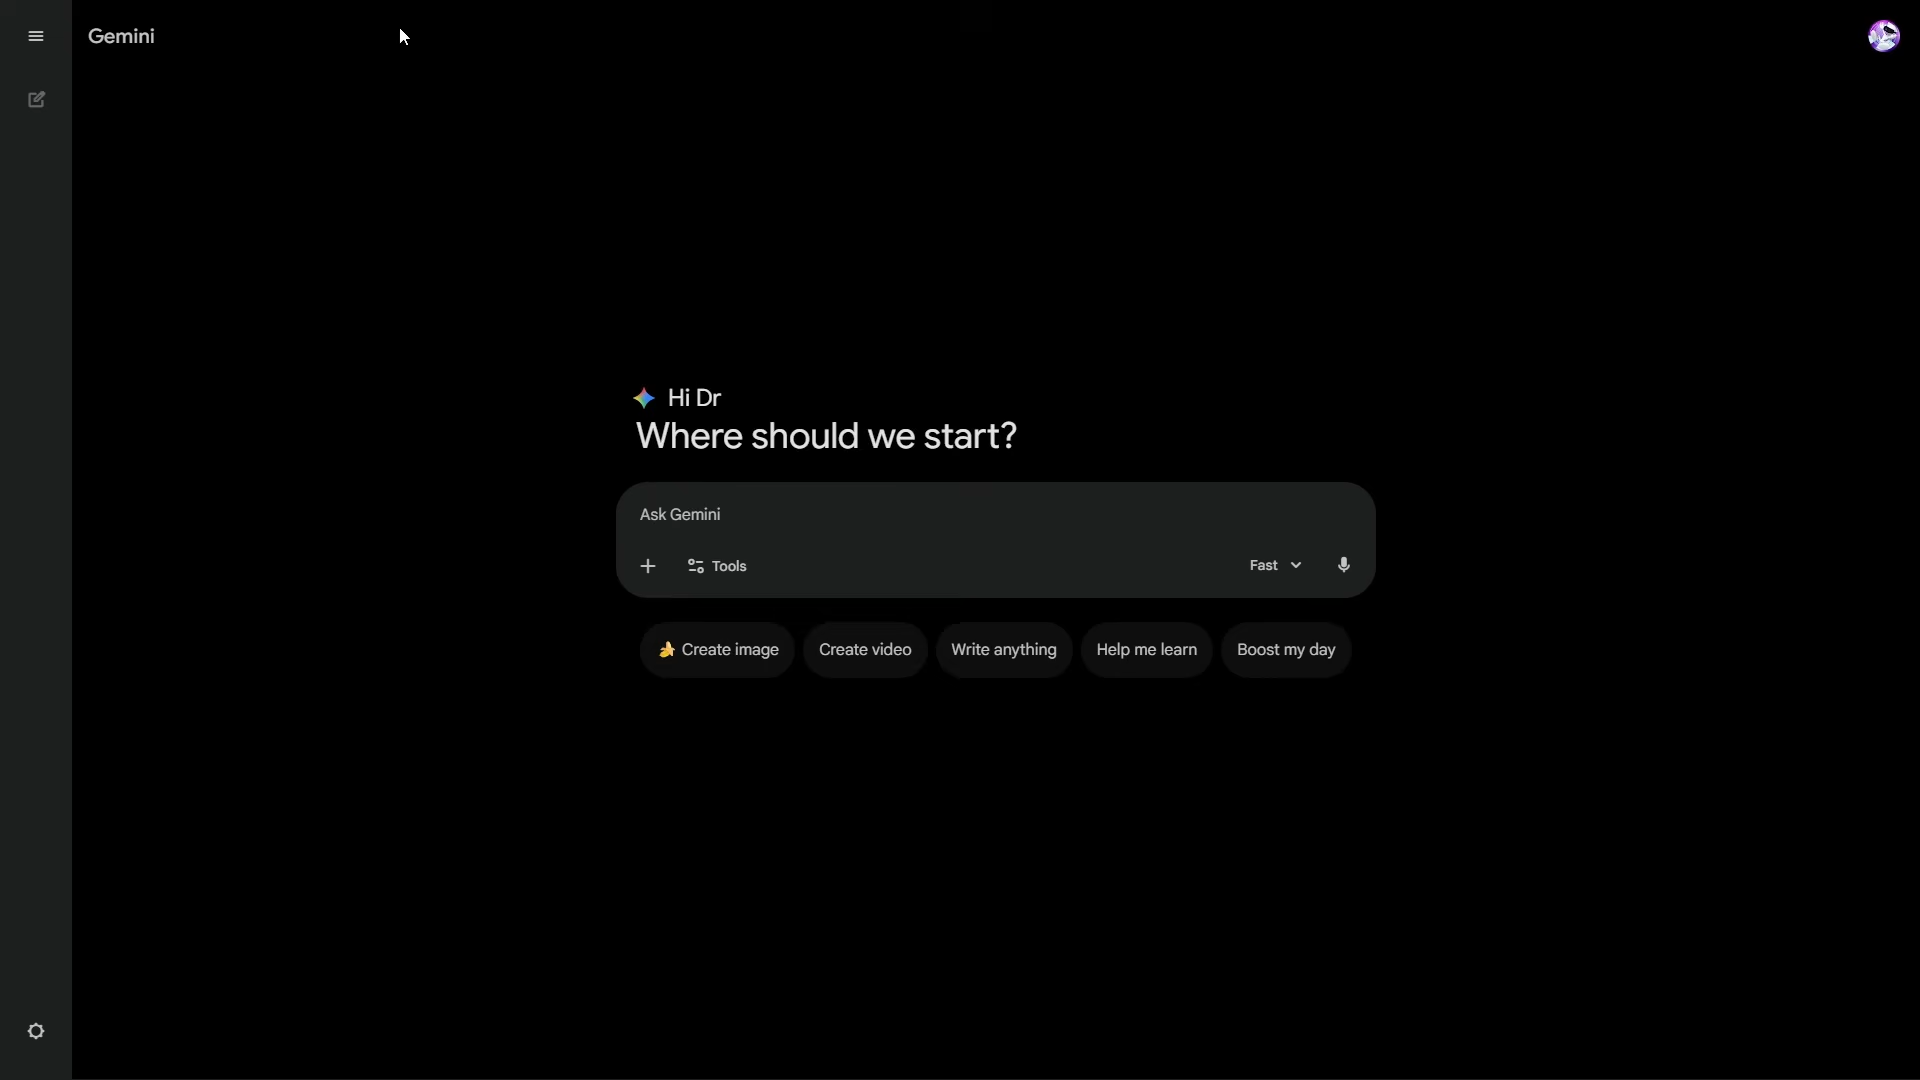 Gemini
Hi Dr
Where should we start?
Ask Gemini
Tools
Fast
Create image
Create video
Write anything
Help me learn
Boost my day